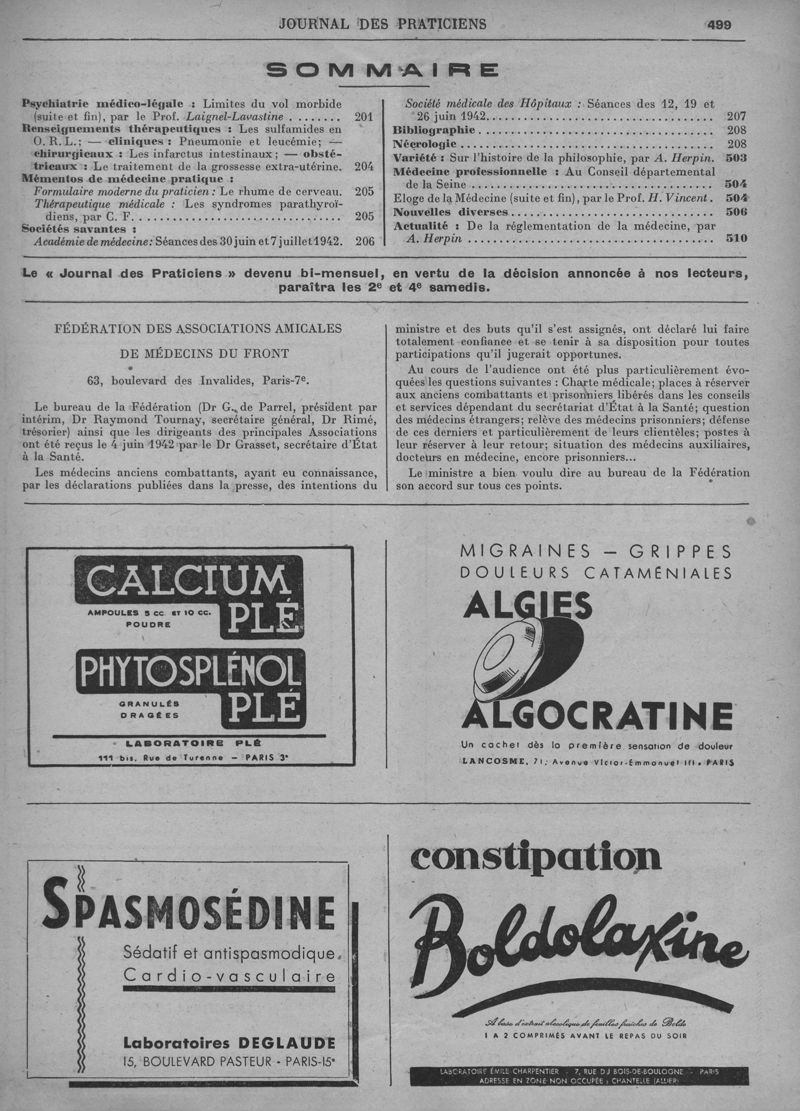 JOURNAL DES PRATICIENS 499
SOMMAIRE
Psychiatrie médico-légale : Limites du vol morbide
(suite et fin), par le Prof. Laignel-Lavastine ........ 201
Renseignements thérapeutiques : Les sulfamides en
O. R. L. ; — cliniques : Pneumonie et leucémie ; —
chirurgicaux : Les infarctus intestinaux ; — obsté-
tricaux : Le traitement de la grossesse extra-utérine. 204
Mémentos de médecine pratique :
Formulaire moderne du praticien : Le rhume de cerveau. 205
Thérapeutique médicale : Les syndromes parathyroï-
diens, par C. F. ............................ 205
Sociétés savantes :
Académie de médecine : Séances des 30 juin et 7 juillet 1942. 206
Société médicale des Hôpitaux : Séances des 12, 19 et
26 juin 1942............................ 207
Bibliographie ............................ 208
Nécrologie ............................ 208
Variété : Sur l'histoire de la philosophie, par A. Herpin. 503
Médecine professionnelle : Au Conseil départemental
de la Seine ............................ 504
Eloge de la Médecine (suite et fin), par le Prof. H. Vincent. 504
Nouvelles diverses ............................ 506
Actualité : De la réglementation de la médecine, par
A. Herpin ............................ 510
Le « Journal des Praticiens » devenu bi-mensuel, en vertu de la décision annoncée à nos lecteurs,
paraîtra les 2e et 4e samedis.
FÉDÉRATION DES ASSOCIATIONS AMICALES
DE MÉDECINS DU FRONT
63, boulevard des Invalides, Paris-7e.
Le bureau de la Fédération (Dr G. de Parrel, président par
intérim, Dr Raymond Tournay, secrétaire général, Dr Rimé,
trésorier) ainsi que les dirigeants des principales Associations
ont été reçus le 4 juin 1942 par le Dr Grasset, secrétaire d'État
à la Santé.
Les médecins anciens combattants, ayant eu connaissance,
par les déclarations publiées dans la presse, des intentions du
ministre et des buts qu'il s'est assignés, ont déclaré lui faire
totalement confiance et se tenir à sa disposition pour toutes
participations qu'il jugerait opportunes.
Au cours de l'audience ont été plus particulièrement évo-
quées les questions suivantes : Charte médicale ; places à réserver
aux anciens combattants et prisonniers libérés dans les conseils
et services dépendant du secrétariat d'État à la Santé ; question
des médecins étrangers ; relève des médecins prisonniers ; défense
de ces derniers et particulièrement de leurs clientèles ; postes à
leur réserver à leur retour ; situation des médecins auxiliaires,
docteurs en médecine, encore prisonniers...
Le ministre a bien voulu dire au bureau de la Fédération
son accord sur tous ces points.
CALCIUM
AMPOULES 5 CC. ET 10 CC.
POUDRE
PLÉ
PHYTOSPLÉNOL
GRANULÉS
DRAGÉES
PLÉ
LABORATOIRE PLÉ
111 bis, Rue de Turenne — PARIS 3e
MIGRAINES — GRIPPES
DOULEURS CATAMÉNIALES
ALGIES
ALGOCRATINE
Un cachet dès la première sensation de douleur
LANCOSME, 71, Avenue Victor-Emmanuel III - PARIS
SPASMOSÉDINE
Sédatif et antispasmodique
Cardio-vasculaire
Laboratoires DEGLAUDE
15, BOULEVARD PASTEUR - PARIS-15e
constipation
Boldolaxine
A base d'extrait alcoolique de feuilles fraîches de Boldo
1 A 2 COMPRIMÉS AVANT LE REPAS DU SOIR
LABORATOIRE ÉMILE CHARPENTIER - 7, RUE DU BOIS-DE-BOULOGNE - PARIS
ADRESSE EN ZONE NON OCCUPÉE : CHANTELLE (ALLIER)